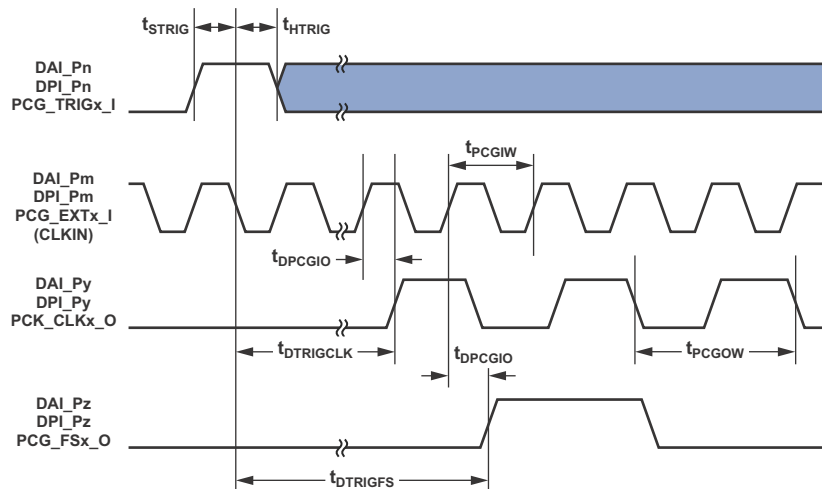 tSTRIG
tHTRIG
DAI_Pn
DPI_Pn
PCG_TRIGx_I
tPCGIW
DAI_Pm
DPI_Pm
PCG_EXTx_I
(CLKIN)
tDPCGIO
DAI_Py
DPI_Py
PCK_CLKx_O
tDTRIGCLK
tDPCGIO
tPCGOW
DAI_Pz
DPI_Pz
PCG_FSx_O
tDTRIGFS